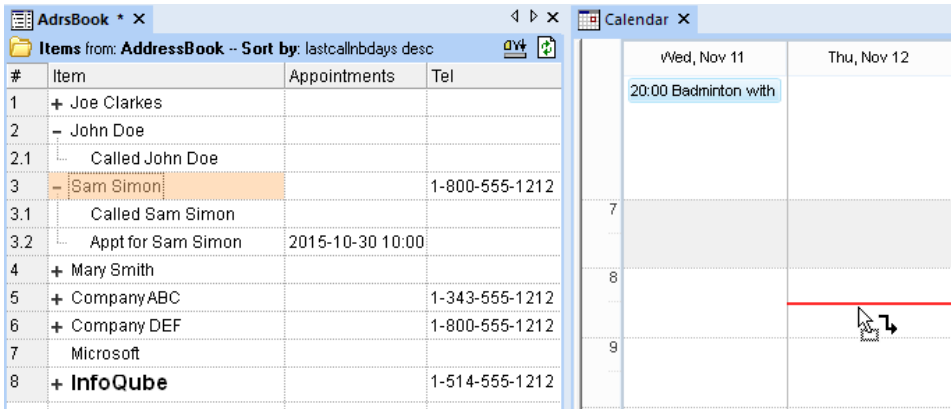 AdrsBook * X
Items from: AddressBook -- Sort by: lastcallnbdays desc
# Item Appointments Tel
1 + Joe Clarkes
2 - John Doe
2.1 Called John Doe
3 - Sam Simon 1-800-555-1212
3.1 Called Sam Simon
3.2 Appt for Sam Simon 2015-10-30 10:00
4 + Mary Smith
5 + Company ABC 1-343-555-1212
6 + Company DEF 1-800-555-1212
7 Microsoft
8 + InfoQube 1-514-555-1212
Calendar X
Wed, Nov 11 Thu, Nov 12
20:00 Badminton with
7
8
9